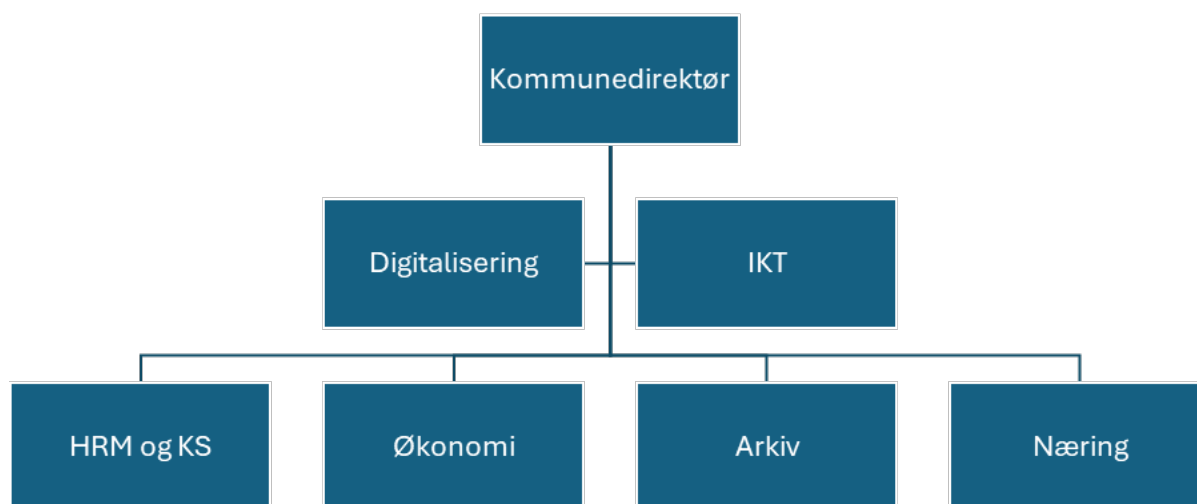 Kommunedirektør
Digitalisering
IKT
HRM og KS
Økonomi
Arkiv
Næring